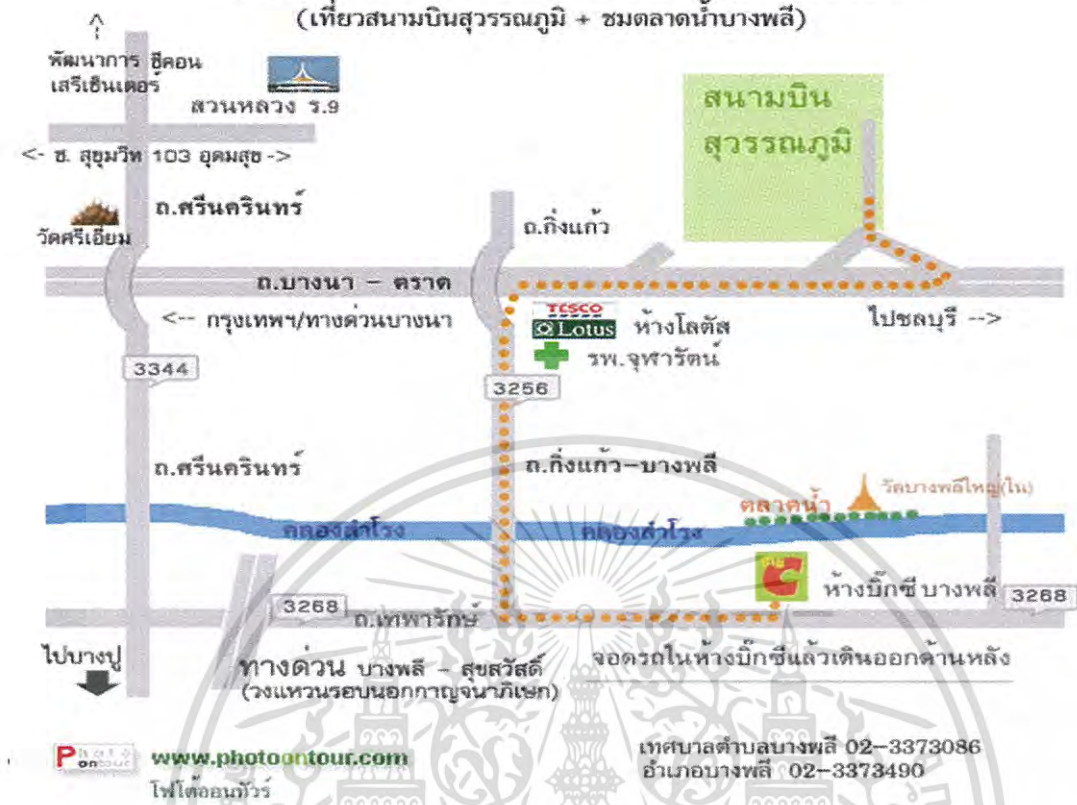 (เที่ยวสนามบินสุวรรณภูมิ + ชมตลาดน้ำบางพลี)
พัฒนาการ ซีคอน
เสรีเซ็นเตอร์
สวนหลวง ร.9
สนามบิน
สุวรรณภูมิ
<- ซ. สุขุมวิท 103 อุดมสุข ->
ถ.ศรีนครินทร์
วัดศรีเอี่ยม
ถ.กิ่งแก้ว
ถ.บางนา - ตราด
<-- กรุงเทพฯ/ทางด่วนบางนา
TESCO
Lotus ห้างโลตัส
ไปชลบุรี -->
รพ.จุฬารัตน์
3344
3256
ถ.ศรีนครินทร์
ถ.กิ่งแก้ว-บางพลี
ตลาดน้ำ
วัดบางพลีใหญ่(ใน)
คลองสำโรง
คลองสำโรง
ห้างบิ๊กซี บางพลี
3268
3268
ถ.เทพารักษ์
ไปบางปู
ทางด่วน บางพลี - สุขสวัสดิ์
(วงแหวนรอบนอกกาญจนาภิเษก)
จอดรถในห้างบิ๊กซีแล้วเดินออกด้านหลัง
Photo ontour
www.photoontour.com
โฟโต้ออนทัวร์
เทศบาลตำบลบางพลี 02-3373086
อำเภอบางพลี 02-3373490